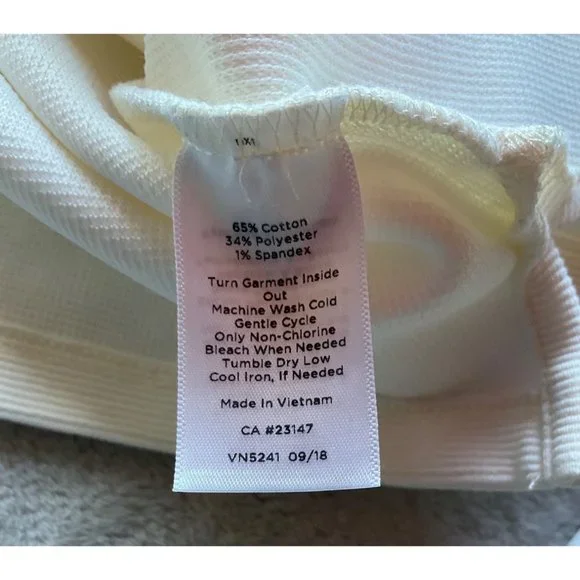 65% Cotton
34% Polyester
1% Spandex
Turn Garment Inside
Out
Machine Wash Cold
Gentle Cycle
Only Non-Chlorine
Bleach When Needed
Tumble Dry Low
Cool Iron, If Needed
Made In Vietnam
CA #23147
VN5241 09/18